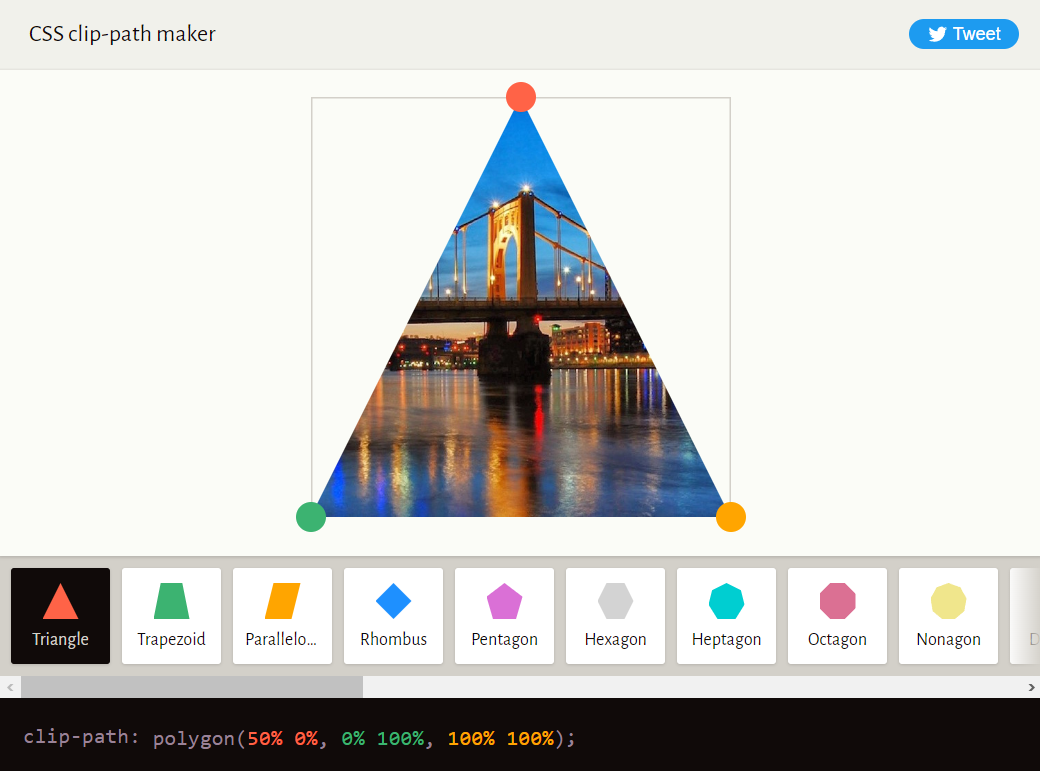 CSS clip-path maker
Tweet
Triangle
Trapezoid
Parallelo...
Rhombus
Pentagon
Hexagon
Heptagon
Octagon
Nonagon
D
clip-path: polygon(50% 0%, 0% 100%, 100% 100%);